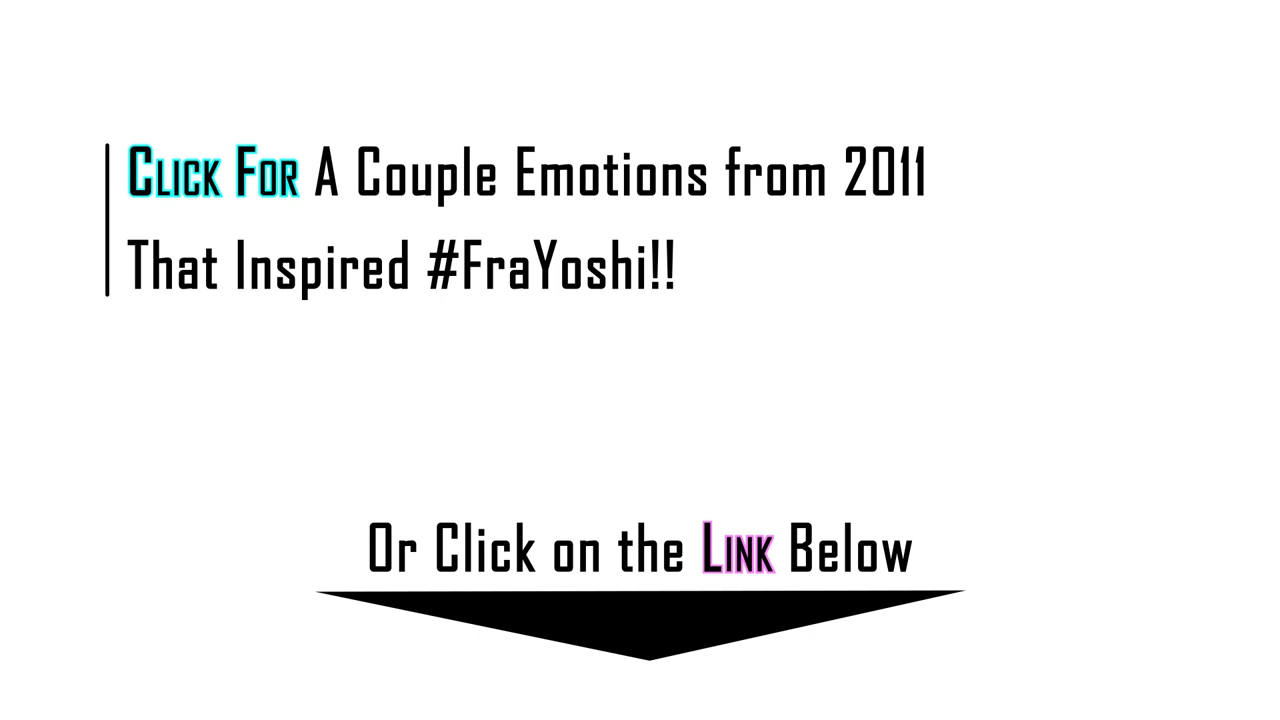 Click For A Couple Emotions from 2011
That Inspired #FraYoshi!!
Or Click on the Link Below